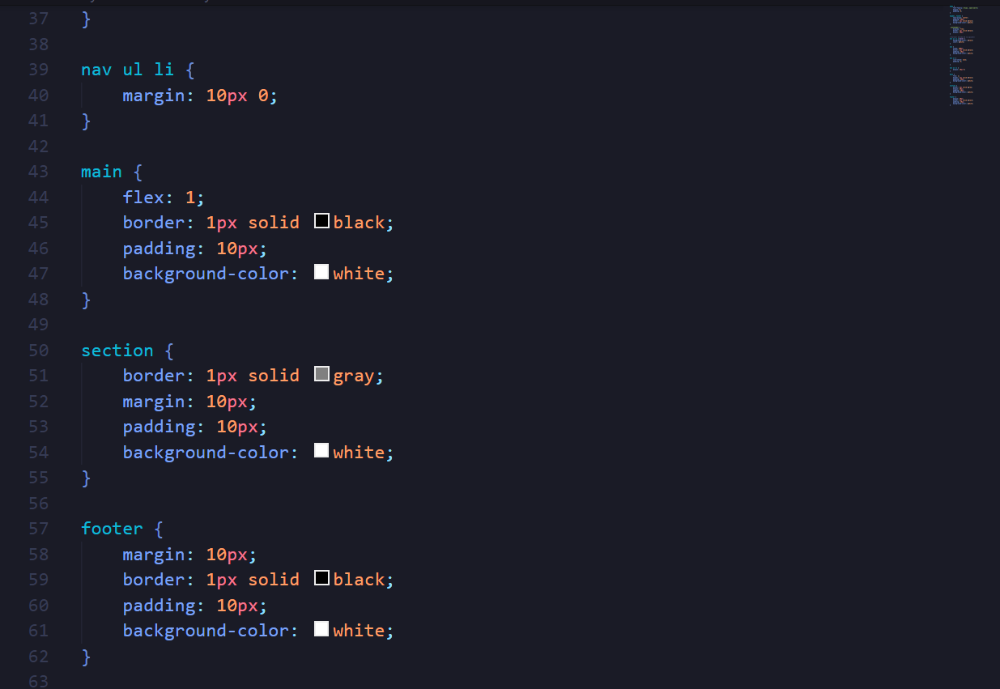 37 }
38
39 nav ul li {
40     margin: 10px 0;
41 }
42
43 main {
44     flex: 1;
45     border: 1px solid black;
46     padding: 10px;
47     background-color: white;
48 }
49
50 section {
51     border: 1px solid gray;
52     margin: 10px;
53     padding: 10px;
54     background-color: white;
55 }
56
57 footer {
58     margin: 10px;
59     border: 1px solid black;
60     padding: 10px;
61     background-color: white;
62 }
63